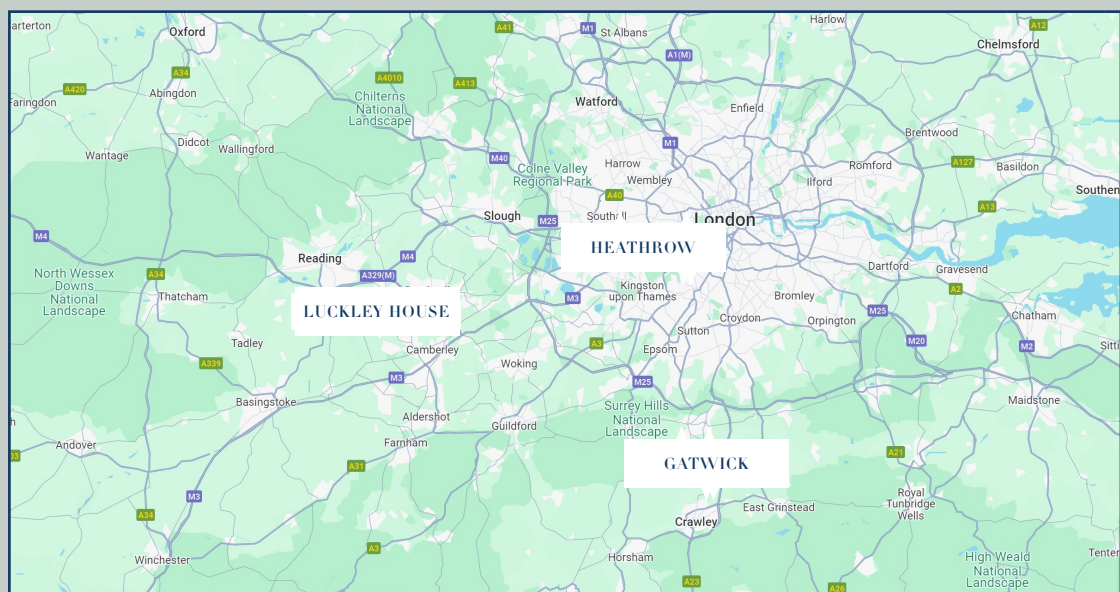 arterton
Oxford
A41
M1
St Albans
Harlow
A12
Chelmsford
A1(M)
A34
A4010
A413
A420
Abingdon
Faringdon
Chilterns
National
Landscape
Watford
Enfield
Brentwood
M1
Didcot
Wallingford
Wantage
M40
Harrow
Romford
A127
Basildon
Colne Valley
Regional Park
Wembley
Ilford
Southen
A40
A13
Slough
M25
London
M4
HEATHROW
Reading
M4
A329(M)
A34
North Wessex
Downs
National
Landscape
Dartford
Gravesend
A2
Thatcham
M3
Kingston
upon Thames
Bromley
LUCKLEY HOUSE
M25
Chatham
Croydon
Orpington
Sutton
Tadley
A3
M20
M2
Sitti
Camberley
Epsom
A339
Woking
M3
M25
Basingstoke
Surrey Hills
National
Landscape
Maidstone
Aldershot
h
Guildford
Andover
Farnham
03
A31
GATWICK
A21
M3
Royal
Tunbridge
Wells
A34
East Grinstead
Crawley
A3
Winchester
Horsham
High Weald
National
Landscape
Tenter
A23
A26